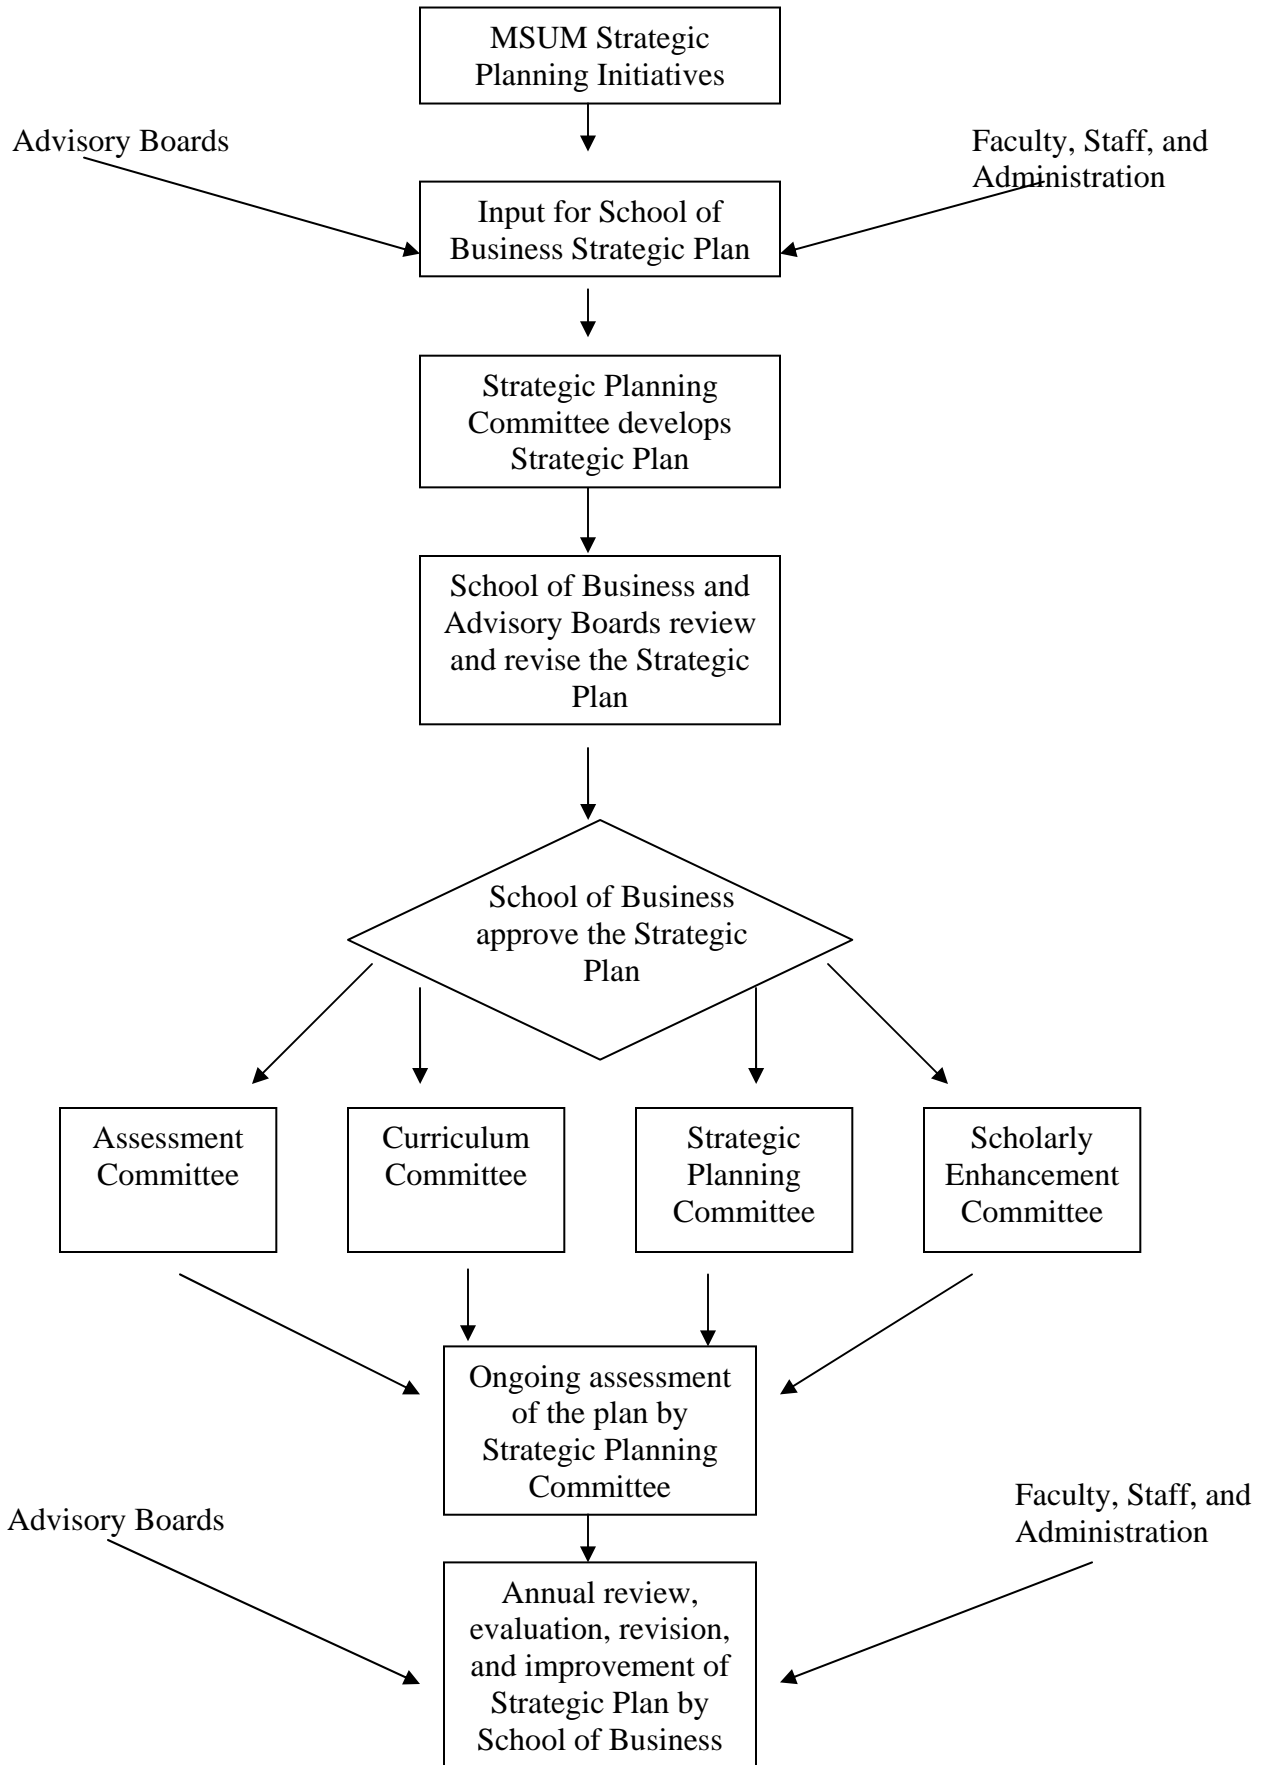 MSUM Strategic
Planning Initiatives
Advisory Boards
Faculty, Staff, and
Administration
Input for School of
Business Strategic Plan
Strategic Planning
Committee develops
Strategic Plan
School of Business and
Advisory Boards review
and revise the Strategic
Plan
School of Business
approve the Strategic
Plan
Assessment
Committee
Curriculum
Committee
Strategic
Planning
Committee
Scholarly
Enhancement
Committee
Ongoing assessment
of the plan by
Strategic Planning
Committee
Advisory Boards
Faculty, Staff, and
Administration
Annual review,
evaluation, revision,
and improvement of
Strategic Plan by
School of Business